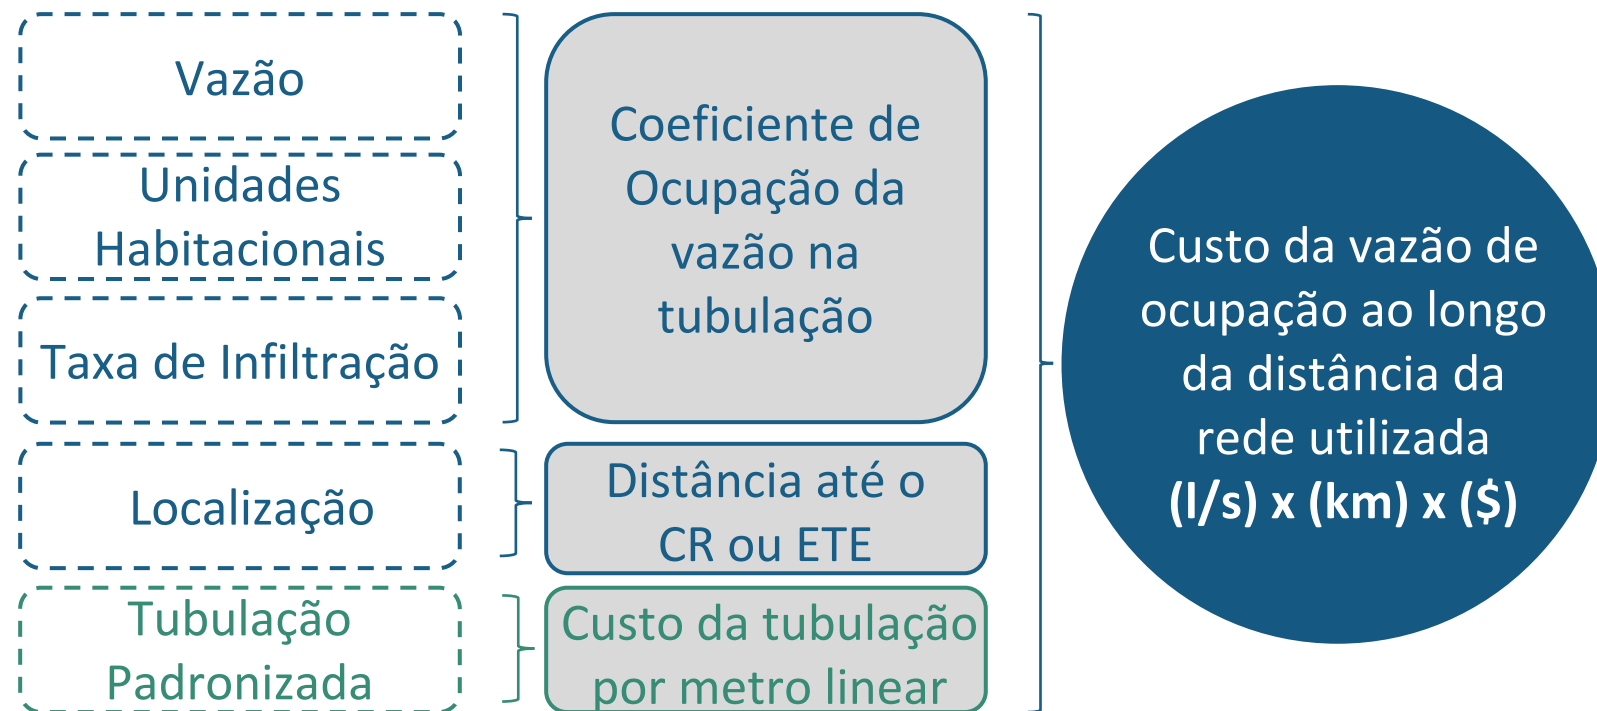 Vazão
Unidades
Habitacionais
Taxa de Infiltração
Localização
Tubulação
Padronizada
Coeficiente de
Ocupação da
vazão na
tubulação
Distância até o
CR ou ETE
Custo da tubulação
por metro linear
Custo da vazão de
ocupação ao longo
da distância da
rede utilizada
(l/s) x (km) x ($)